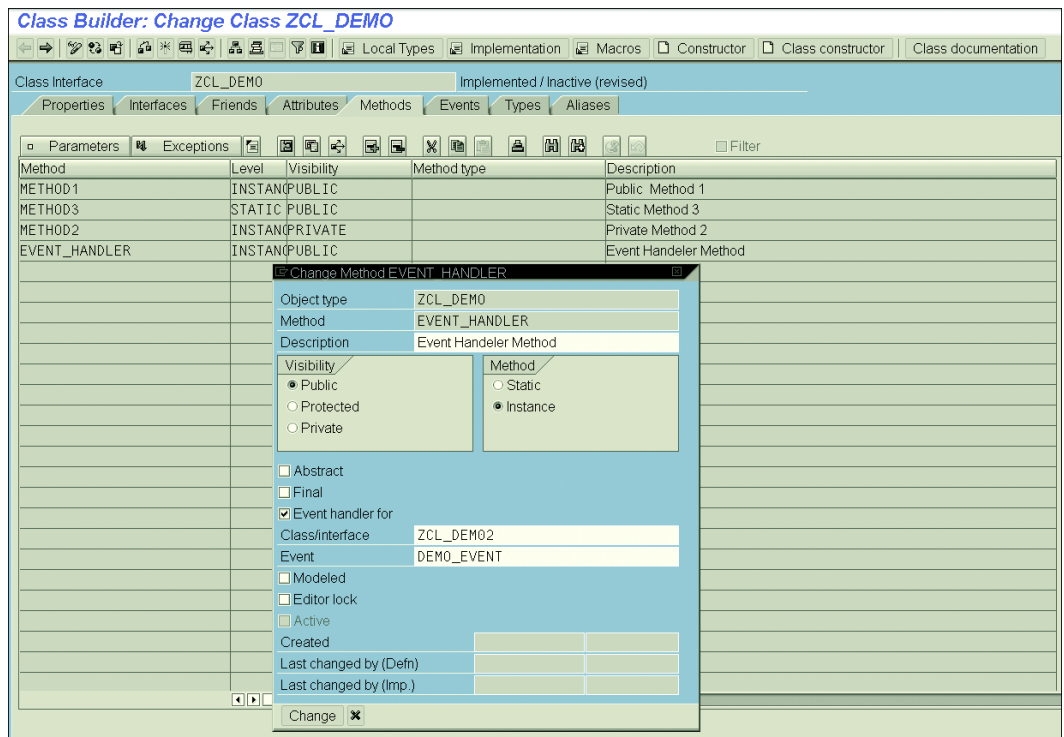 Class Builder: Change Class ZCL_DEMO
Local Types Implementation Macros Constructor Class constructor Class documentation
Class Interface ZCL_DEMO Implemented / Inactive (revised)
Properties Interfaces Friends Attributes Methods Events Types Aliases
Parameters Exceptions Filter
Method Level Visibility Method type Description
METHOD1 INSTANC PUBLIC Public Method 1
METHOD3 STATIC PUBLIC Static Method 3
METHOD2 INSTANC PRIVATE Private Method 2
EVENT_HANDLER INSTANC PUBLIC Event Handeler Method
Change Method EVENT_HANDLER
Object type ZCL_DEMO
Method EVENT_HANDLER
Description Event Handeler Method
Visibility Method
Public Static
Protected Instance
Private
Abstract
Final
Event handler for
Class/interface ZCL_DEMO2
Event DEMO_EVENT
Modeled
Editor lock
Active
Created
Last changed by (Defn)
Last changed by (Imp.)
Change